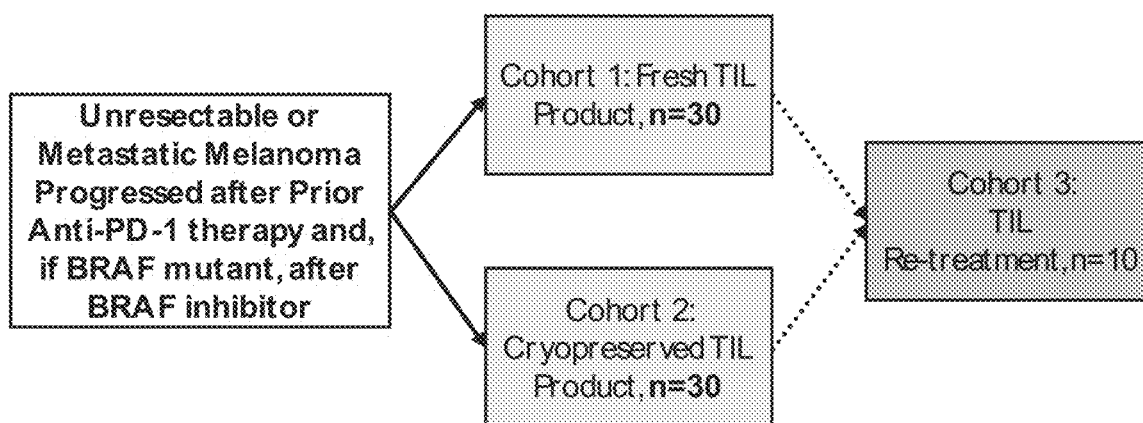 Unresectable or
Metastatic Melanoma
Progressed after Prior
Anti-PD-1 therapy and,
if BRAF mutant, after
BRAF inhibitor
Cohort 1: Fresh TIL
Product, n=30
Cohort 2:
Cryopreserved TIL
Product, n=30
Cohort 3:
TIL
Re-treatment, n=10